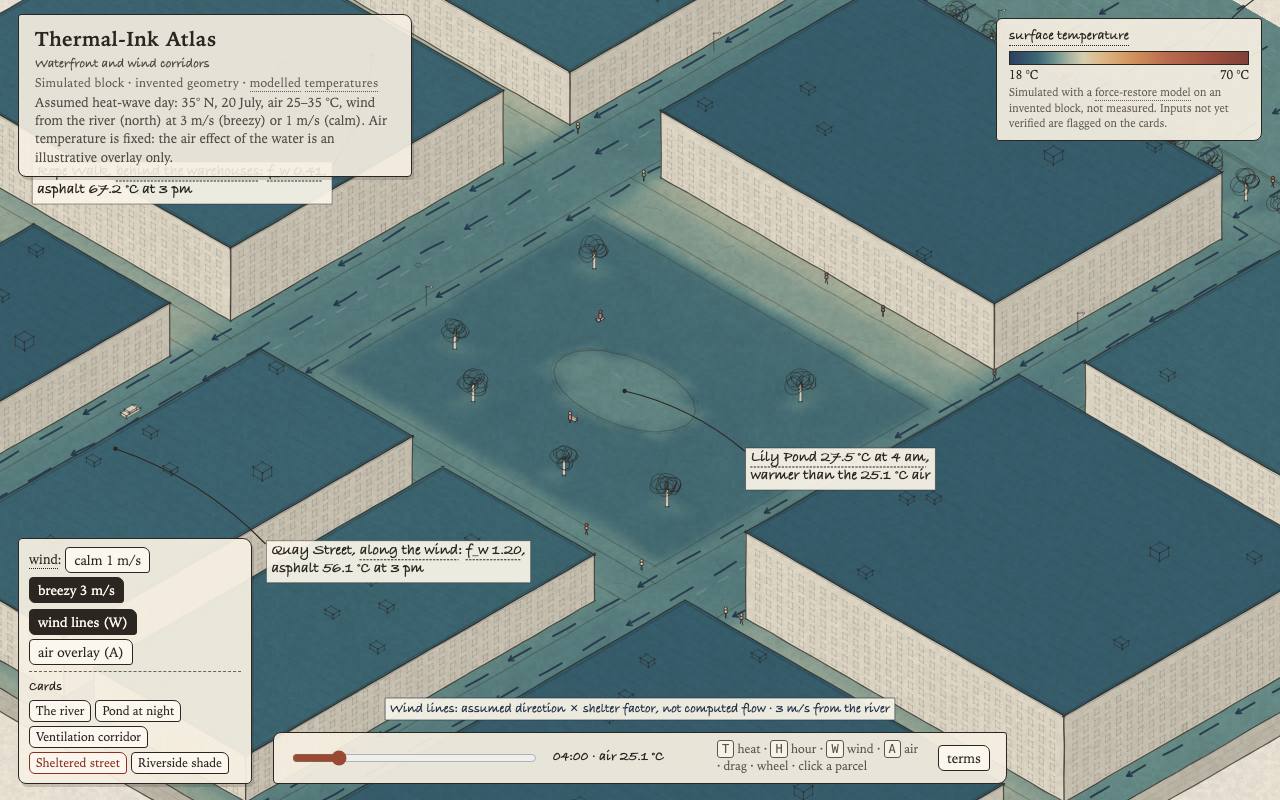 Thermal-Ink Atlas
Waterfront and wind corridors
Simulated block · invented geometry · modelled temperatures
Assumed heat-wave day: 35° N, 20 July, air 25–35 °C, wind
from the river (north) at 3 m/s (breezy) or 1 m/s (calm). Air
temperature is fixed: the air effect of the water is an
illustrative overlay only.
asphalt 67.2 °C at 3 pm
surface temperature
18 °C
70 °C
Simulated with a force-restore model on an
invented block, not measured. Inputs not yet
verified are flagged on the cards.
Lily Pond 27.5 °C at 4 am,
warmer than the 25.1 °C air
Quay Street, along the wind: f_w 1.20,
asphalt 56.1 °C at 3 pm
wind: calm 1 m/s
breezy 3 m/s
wind lines (W)
air overlay (A)
Cards
The river Pond at night
Ventilation corridor
Sheltered street Riverside shade
Wind lines: assumed direction × shelter factor, not computed flow · 3 m/s from the river
04:00 · air 25.1 °C
T heat · H hour · W wind · A air
· drag · wheel · click a parcel
terms